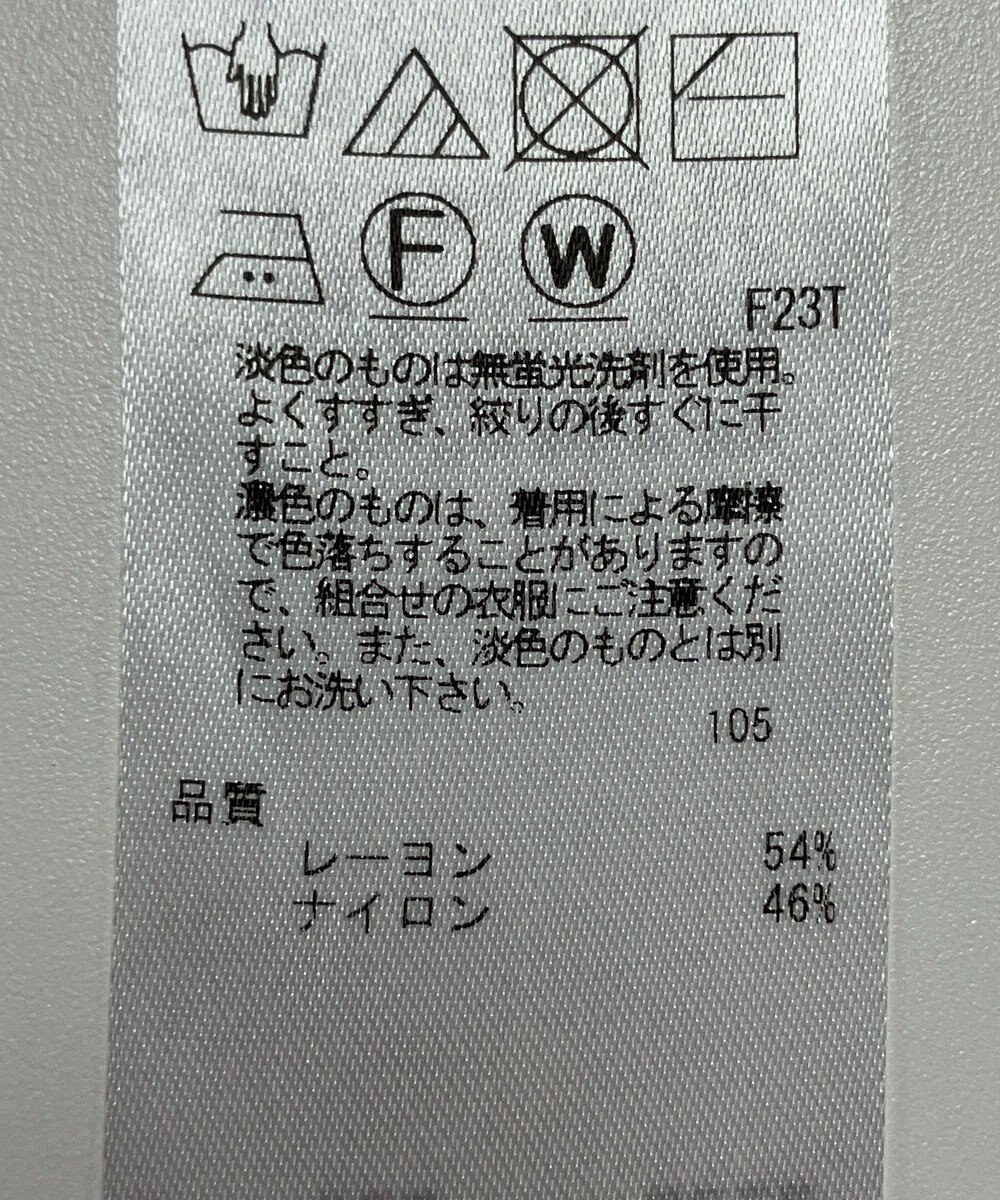 F
W
F23T
淡色のものは無蛍光洗剤を使用。
よくすすぎ、絞りの後すぐに干
すこと。
濃色のものは、着用による摩擦
で色落ちすることがありますの
で、組合せの衣服にご注意くだ
さい。また、淡色のものとは別
にお洗い下さい。
105
品質
レーヨン 54%
ナイロン 46%